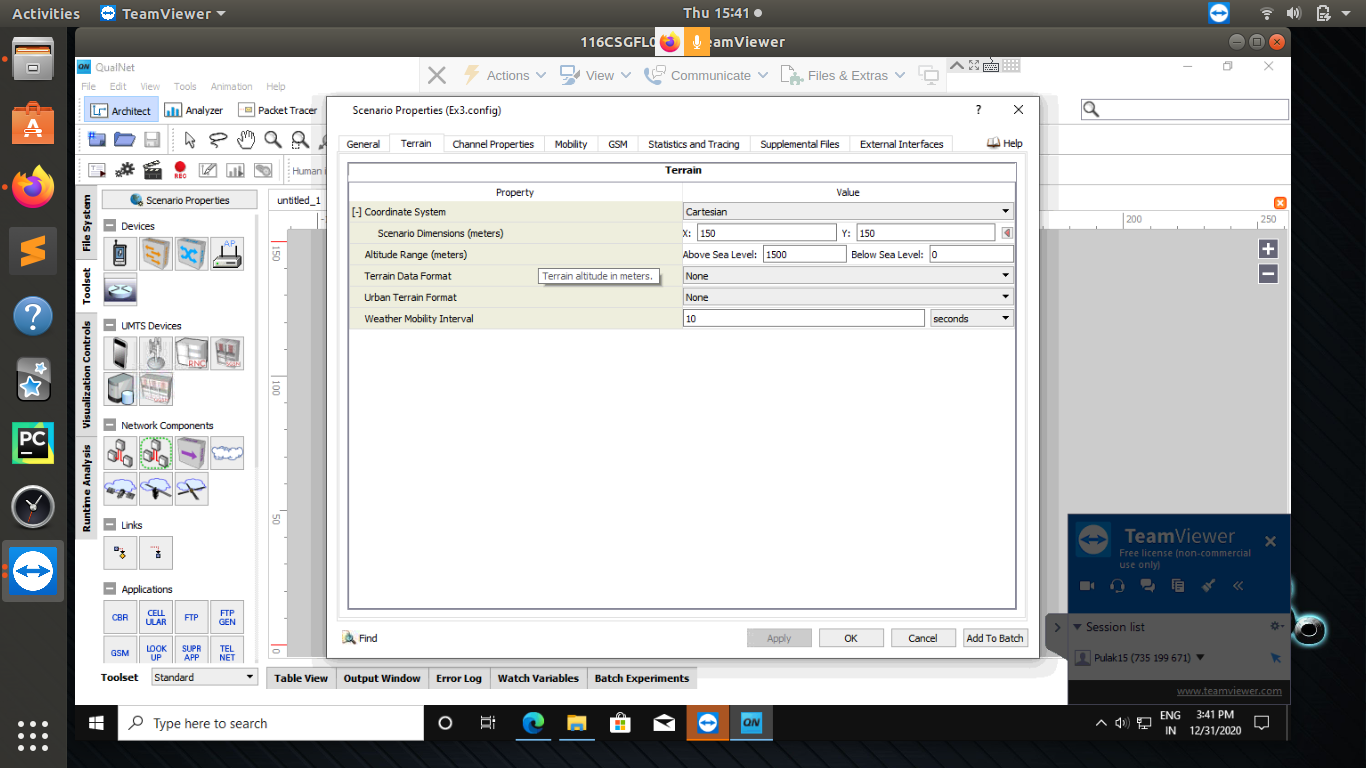 Activities TeamViewer Thu 15:41
116CSGFL0 eamViewer
QualNet
File Edit View Tools Animation Help
Actions View Communicate Files & Extras
Architect Analyzer Packet Tracer
REC Human i
Scenario Properties (Ex3.config) ?
General Terrain Channel Properties Mobility GSM Statistics and Tracing Supplemental Files External Interfaces Help
Terrain
Property Value
[-] Coordinate System Cartesian
Scenario Dimensions (meters) X: 150 Y: 150
Altitude Range (meters) Above Sea Level: 1500 Below Sea Level: 0
Terrain Data Format None
Terrain altitude in meters.
Urban Terrain Format None
Weather Mobility Interval 10 seconds
Find Apply OK Cancel Add To Batch
File System
Toolset
Visualization Controls
Runtime Analysis
Scenario Properties untitled_1
Devices
AP
UMTS Devices
RNC
Network Components
Links
Applications
CBR CELL ULAR FTP FTP GEN
GSM LOOK UP SUPR APP TEL NET
Toolset Standard
200 250
150
100
50
0
Table View Output Window Error Log Watch Variables Batch Experiments
TeamViewer
Free license (non-commercial
use only)
Session list
Pulak15 (735 199 671)
www.teamviewer.com
PC
QN
Type here to search
QN
ENG
IN
3:41 PM
12/31/2020